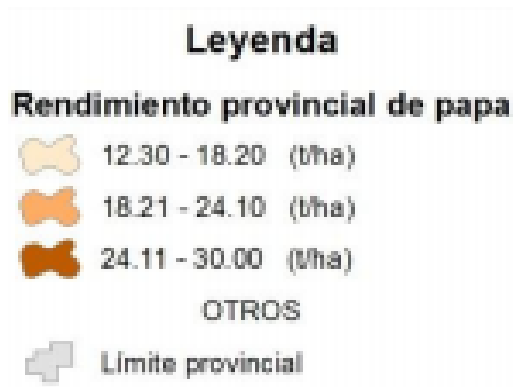 Leyenda
Rendimiento provincial de papa
12.30 - 18.20 (t/ha)
18.21 - 24.10 (t/ha)
24.11 - 30.00 (t/ha)
OTROS
Límite provincial